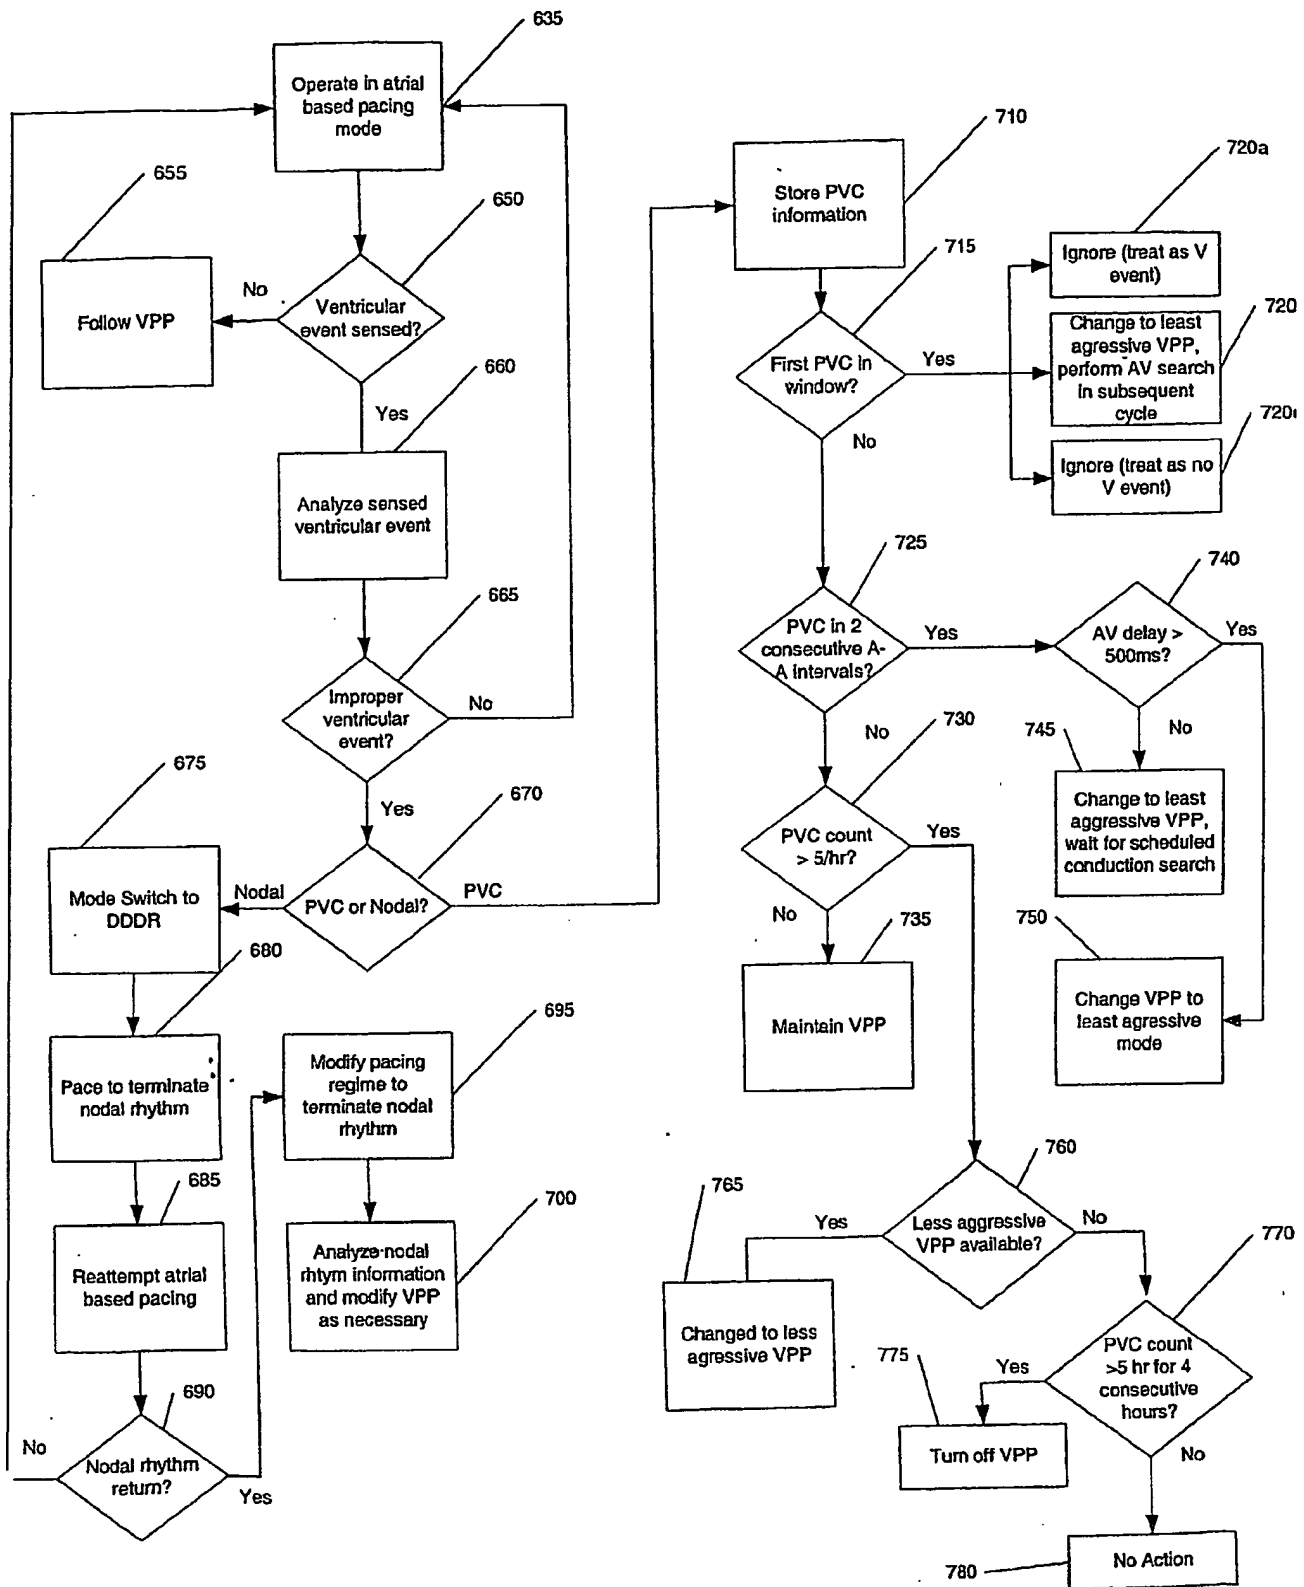 635
Operate in atrial
based pacing
mode
655
650
No
Ventricular
event sensed?
Follow VPP
660
Yes
Analyze sensed
ventricular event
665
Improper
ventricular
event?
No
675
Yes
670
Mode Switch to
DDDR
Nodal
PVC or Nodal?
PVC
680
Pace to terminate
nodal rhythm
695
Modify pacing
regime to
terminate nodal
rhythm
685
Reattempt atrial
based pacing
700
Analyze nodal
rhtym information
and modify VPP
as necessary
690
No
Nodal rhythm
return?
Yes
710
Store PVC
information
715
720a
Ignore (treat as V
event)
First PVC in
window?
Yes
720
Change to least
agressive VPP,
perform AV search
in subsequent
cycle
No
720
Ignore (treat as no
V event)
725
PVC in 2
consecutive A-
A intervals?
Yes
740
AV delay >
500ms?
Yes
No
No
730
745
Change to least
aggressive VPP,
wait for scheduled
conduction search
PVC count
> 5/hr?
Yes
No
735
Maintain VPP
750
Change VPP to
least agressive
mode
760
Less aggressive
VPP available?
765
Yes
No
Changed to less
agressive VPP
770
PVC count
>5 hr for 4
consecutive
hours?
775
Yes
Turn off VPP
No
780
No Action